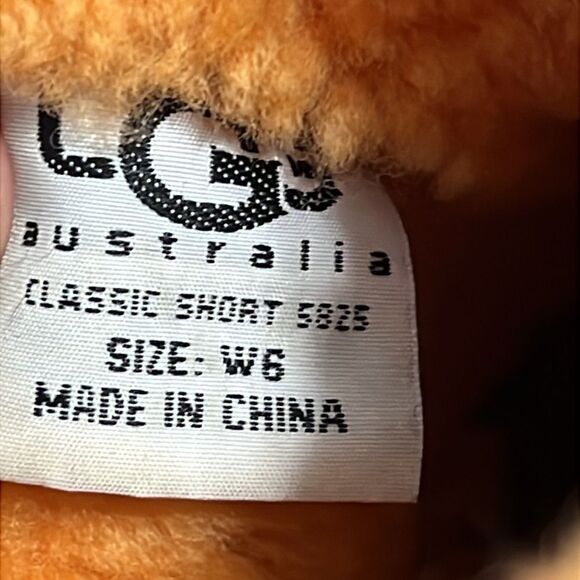 UGG
australia
CLASSIC SHORT 5825
SIZE: W6
MADE IN CHINA